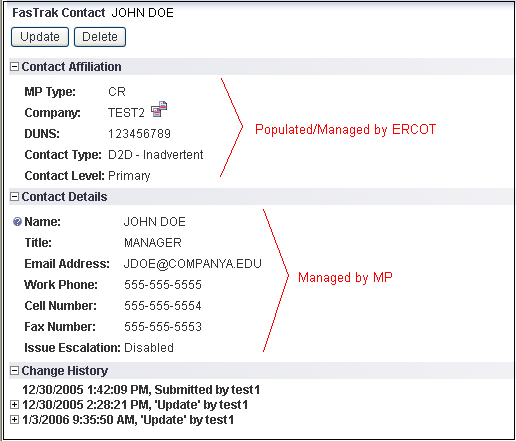 FasTrak Contact JOHN DOE
Update Delete
Contact Affiliation
MP Type: CR
Company: TEST2
DUNS: 123456789
Contact Type: D2D - Inadvertent
Contact Level: Primary
Populated/Managed by ERCOT
Contact Details
Name: JOHN DOE
Title: MANAGER
Email Address: JDOE@COMPANYA.EDU
Work Phone: 555-555-5555
Cell Number: 555-555-5554
Fax Number: 555-555-5553
Issue Escalation: Disabled
Managed by MP
Change History
12/30/2005 1:42:09 PM, Submitted by test1
12/30/2005 2:28:21 PM, 'Update' by test1
1/3/2006 9:35:50 AM, 'Update' by test1